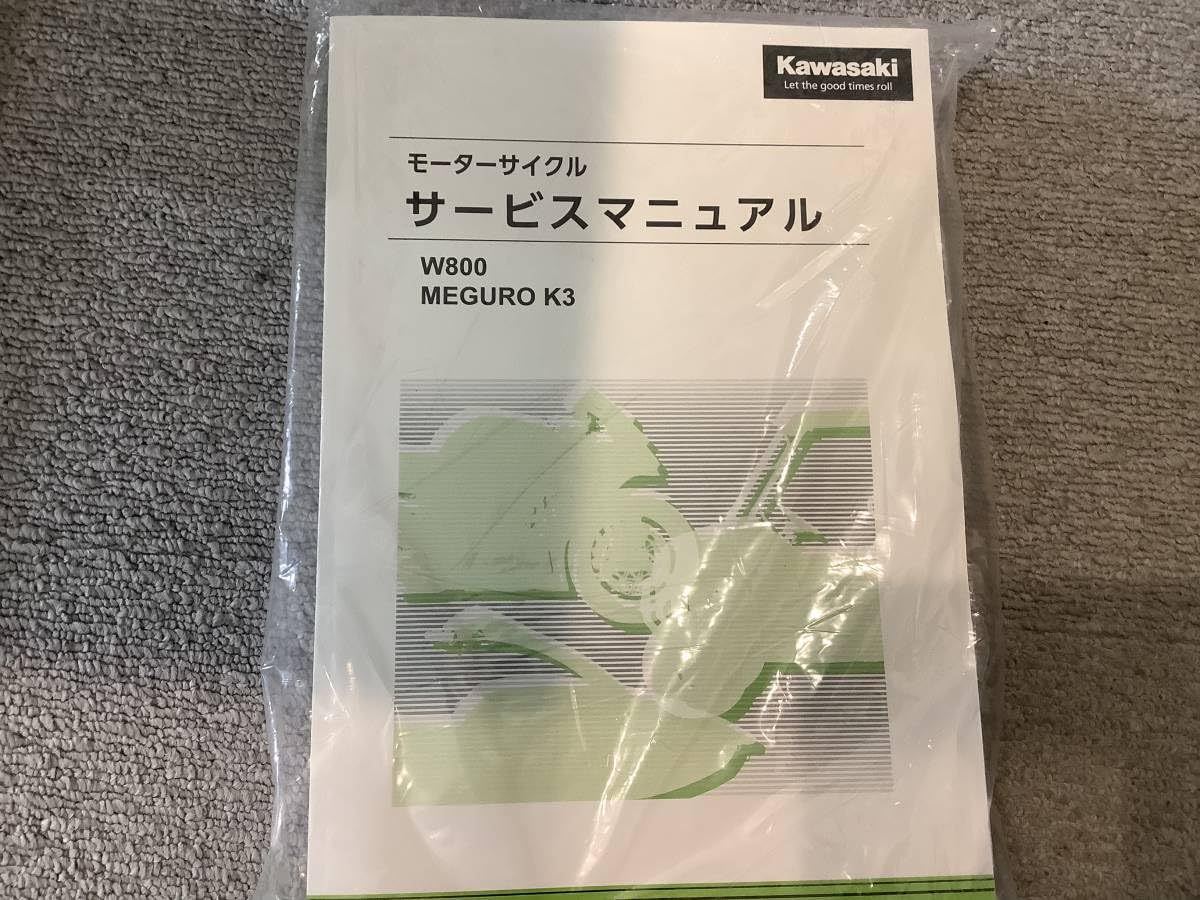 Kawasaki
Let the good times roll
モーターサイクル
サービスマニュアル
W800
MEGURO K3